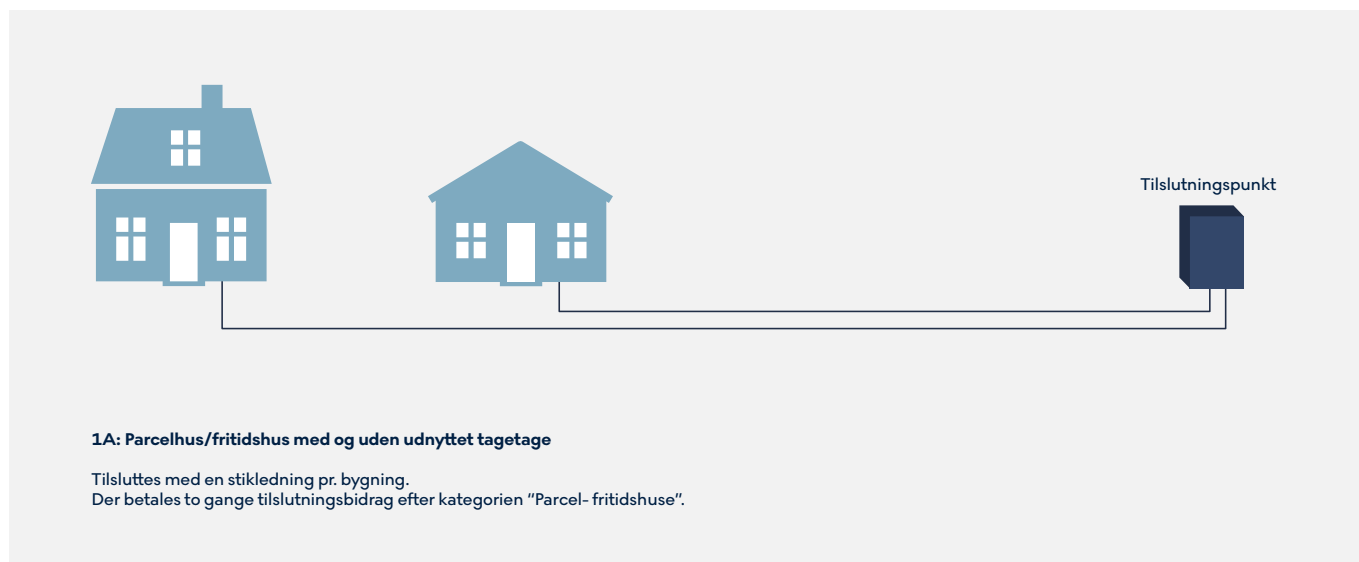 Tilslutningspunkt
1A: Parcelhus/fritidshus med og uden udnyttet tagetage
Tilsluttes med en stikledning pr. bygning.
Der betales to gange tilslutningsbidrag efter kategorien “Parcel- fritidshuse”.